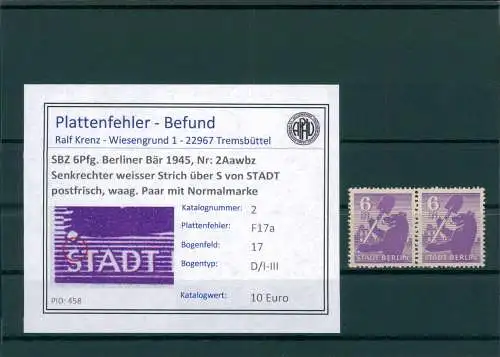 Plattenfehler - Befund
Ralf Krenz - Wiesengrund 1 - 22967 Tremsbüttel
SBZ 6Pfg. Berliner Bär 1945, Nr: 2Aawbz
Senkrechter weisser Strich über S von STADT
postfrisch, waag. Paar mit Normalmarke
Katalognummer: 2
Plattenfehler: F17a
Bogenfeld: 17
Bogentyp: D/I-III
Katalogwert: 10 Euro
STADT
PID: 458
6 6
STADT BERLIN STADT BERLIN